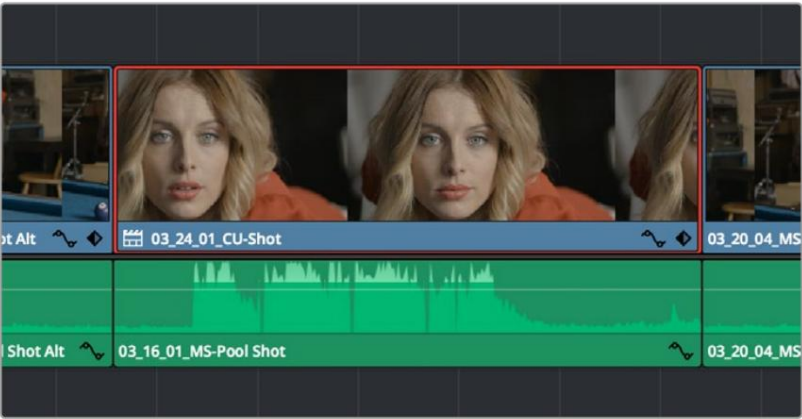 ot Alt
03_24_01_CU-Shot
03_20_04_MS
l Shot Alt
03_16_01_MS-Pool Shot
03_20_04_MS